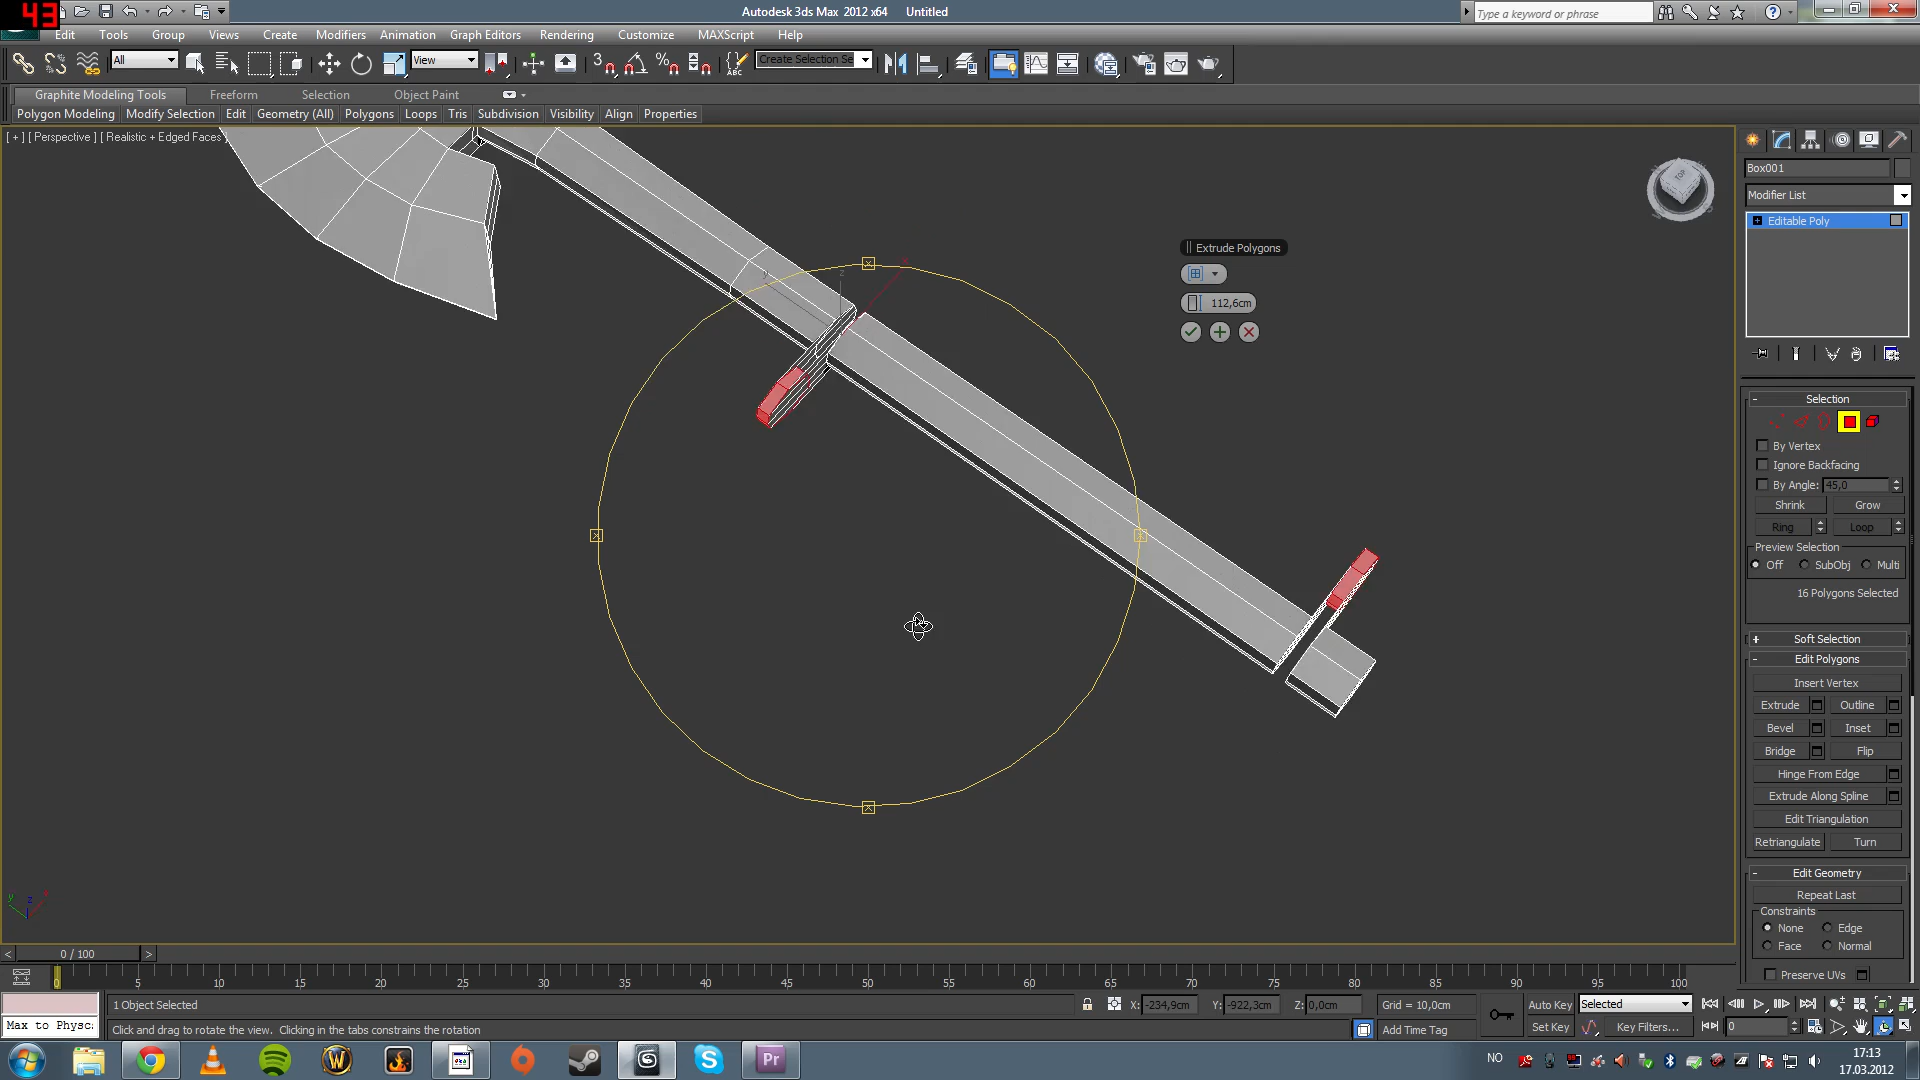 43
Autodesk 3ds Max 2012 x64 Untitled
Type a keyword or phrase
Edit Tools Group Views Create Modifiers Animation Graph Editors Rendering Customize MAXScript Help
All View 3 Create Selection Se
Graphite Modeling Tools Freeform Selection Object Paint
Polygon Modeling Modify Selection Edit Geometry (All) Polygons Loops Tris Subdivision Visibility Align Properties
[ + ] [ Perspective ] [ Realistic + Edged Faces ]
TOP
Box001
Modifier List
Editable Poly
Extrude Polygons
112,6cm
x
y
z
- Selection
By Vertex
Ignore Backfacing
By Angle: 45,0
Shrink Grow
Ring Loop
Preview Selection
Off SubObj Multi
16 Polygons Selected
+ Soft Selection
- Edit Polygons
Insert Vertex
Extrude Outline
Bevel Inset
Bridge Flip
Hinge From Edge
Extrude Along Spline
Edit Triangulation
Retriangulate Turn
- Edit Geometry
Repeat Last
Constraints
None Edge
Face Normal
Preserve UVs
y z x
< 0 / 100 >
0 5 10 15 20 25 30 35 40 45 50 55 60 65 70 75 80 85 90 95 100
1 Object Selected X: -234,9cm Y: -922,3cm Z: 0,0cm Grid = 10,0cm Auto Key Selected
Max to Physc: Click and drag to rotate the view. Clicking in the tabs constrains the rotation Add Time Tag Set Key Key Filters... 0
Pr
NO
17:13
17.03.2012